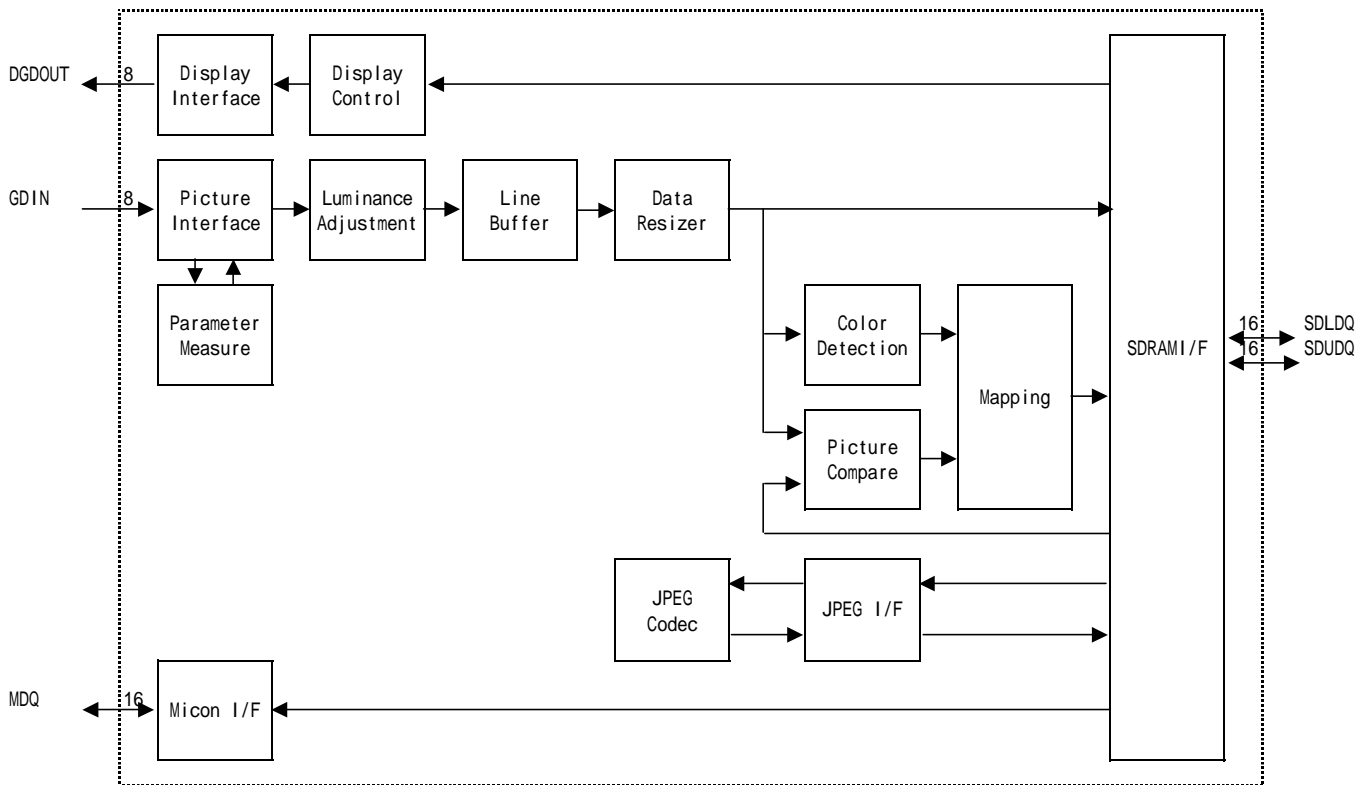 DGDOUT
8
Display
Interface
Display
Control
GDIN
8
Picture
Interface
Luminance
Adjustment
Line
Buffer
Data
Resizer
Parameter
Measure
Color
Detection
Mapping
SDRAMI/F
16
SDLDQ
16
SDUDQ
Picture
Compare
JPEG
Codec
JPEG I/F
MDQ
16
Micon I/F